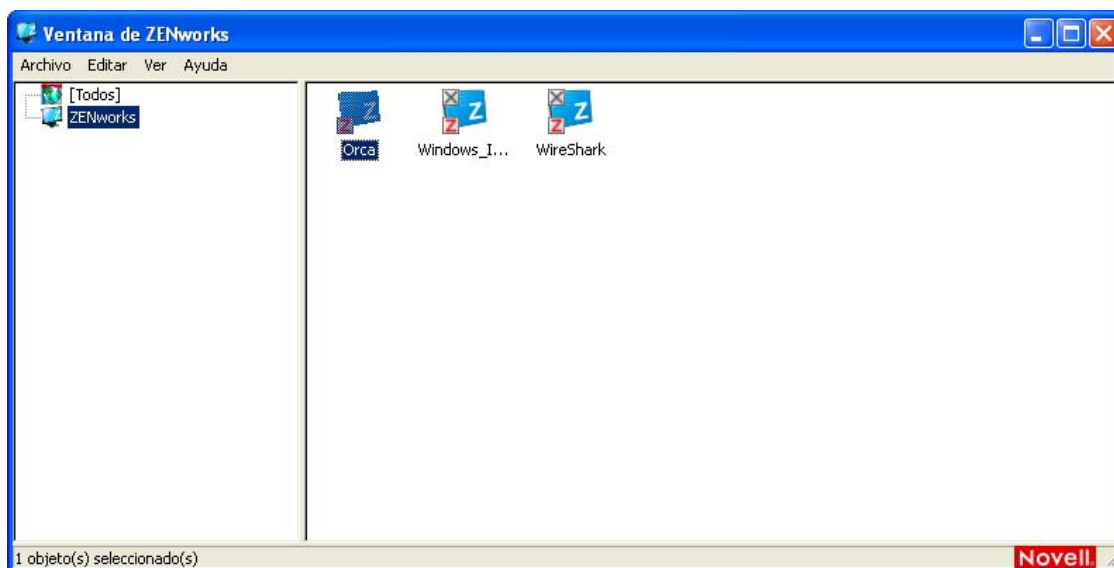 Ventana de ZENworks
Archivo Editar Ver Ayuda
[Todos]
ZENworks
Orca Windows_I... WireShark
1 objeto(s) seleccionado(s)
Novell.